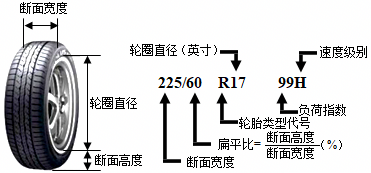 断面宽度
轮圈直径
断面高度
轮圈直径（英寸）
速度级别
225/60 R17 99H
负荷指数
轮胎类型代号
扁平比=断面高度/断面宽度(%)
断面宽度